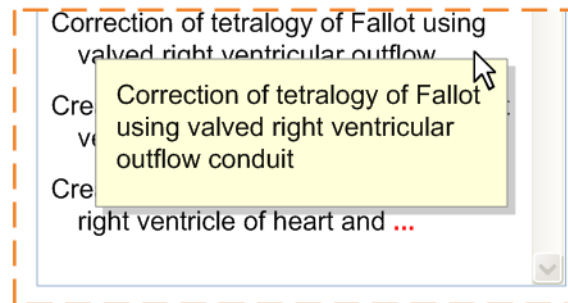 Correction of tetralogy of Fallot using
valved right ventricular outflow
Correction of tetralogy of Fallot
using valved right ventricular
outflow conduit
Cre
Cre
right ventricle of heart and ...